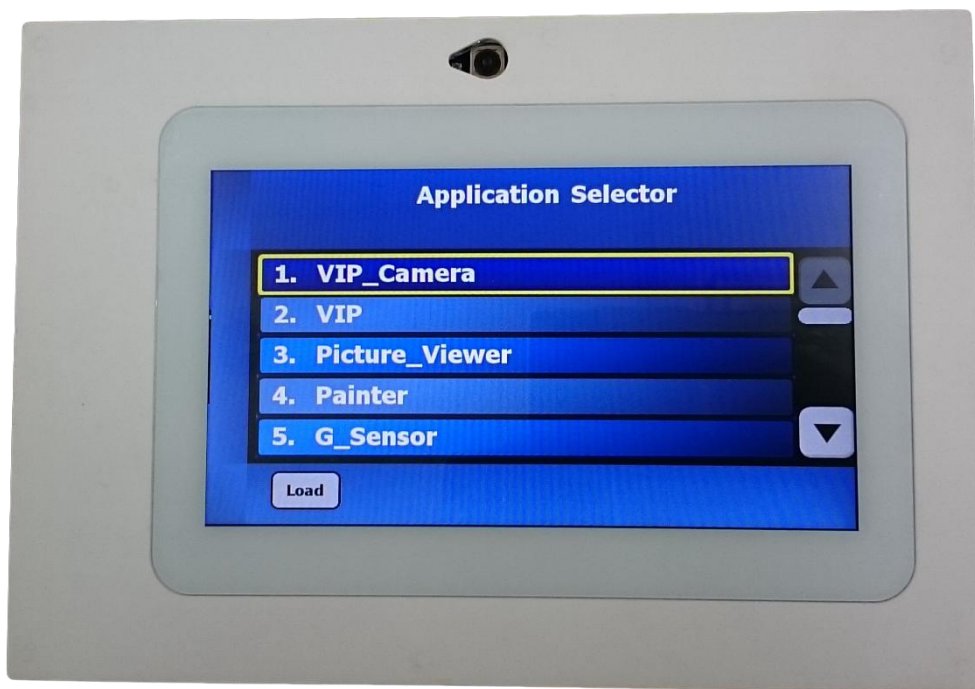 Application Selector
1. VIP_Camera
2. VIP
3. Picture_Viewer
4. Painter
5. G_Sensor
Load